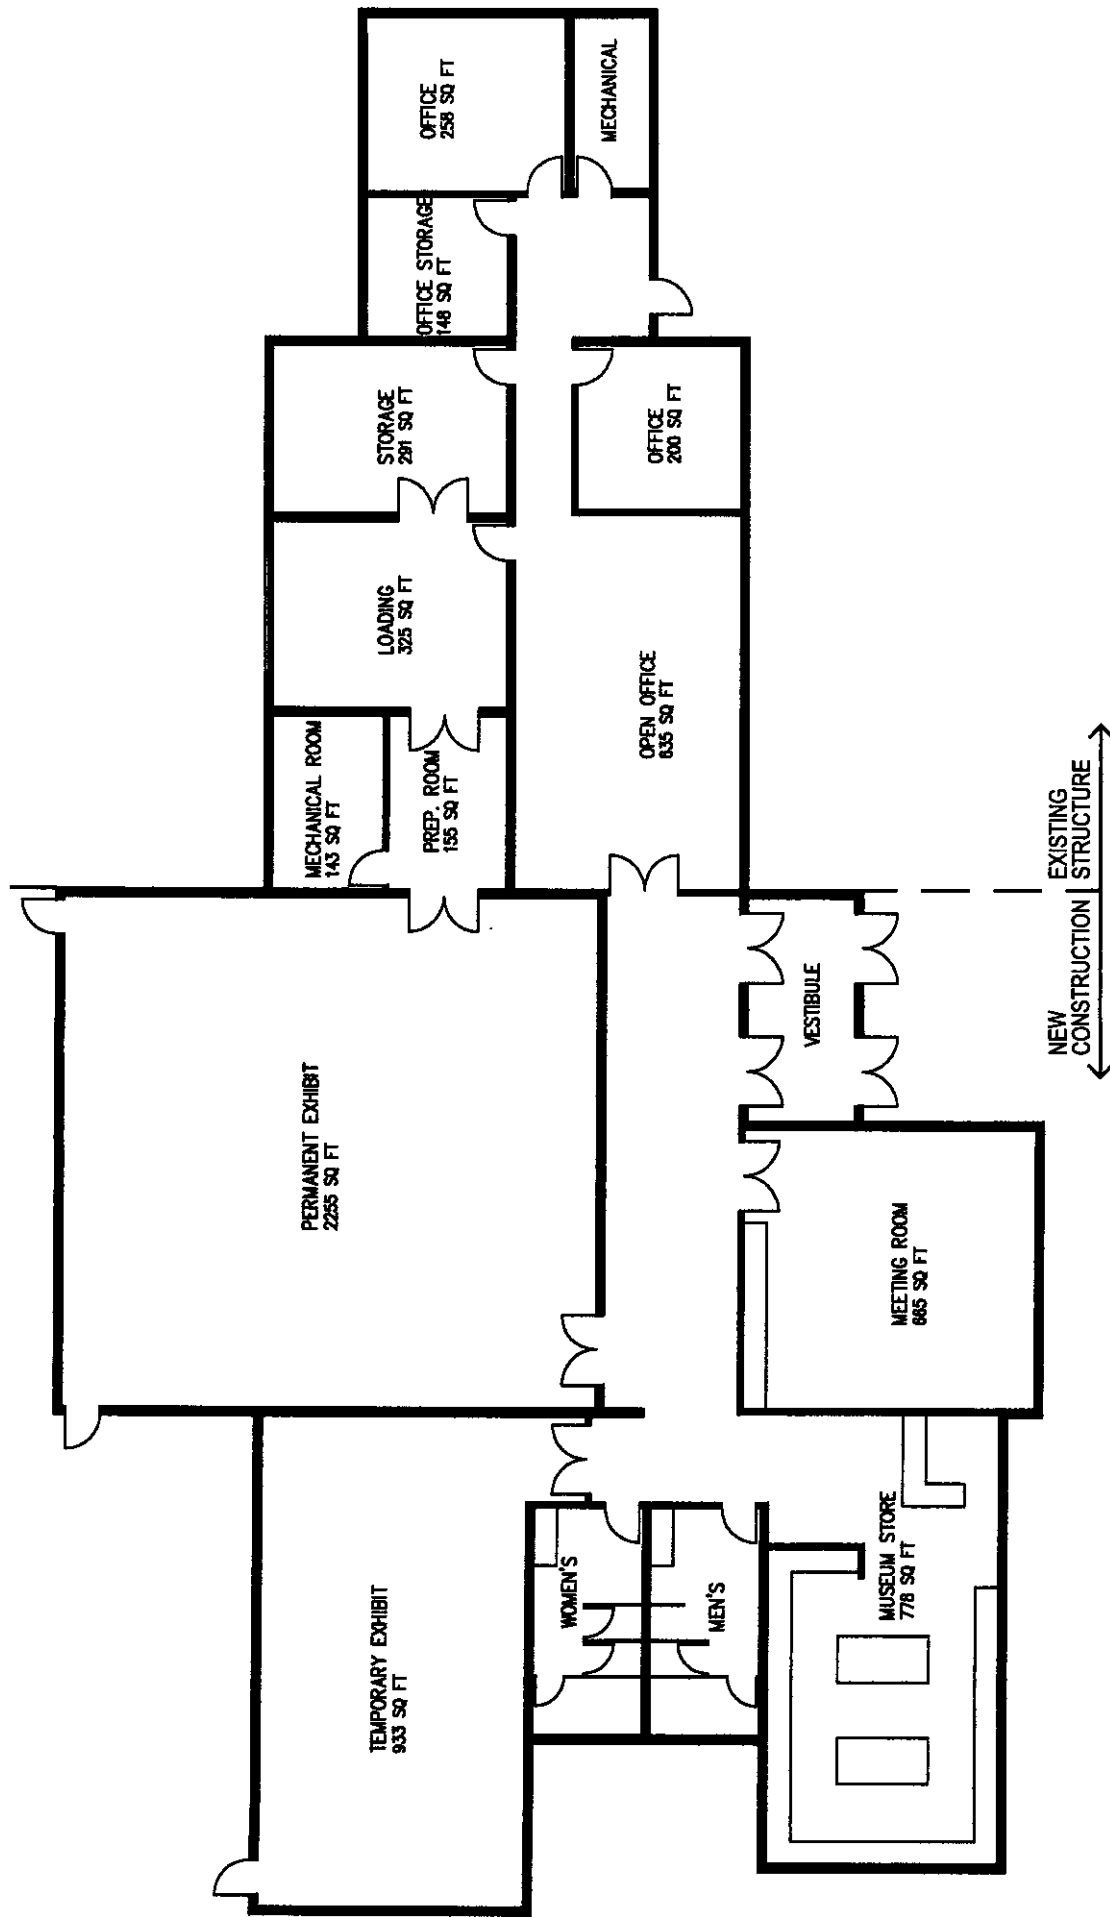 PERMANENT EXHIBIT
2255 SQ FT
MECHANICAL ROOM
143 SQ FT
TEMPORARY EXHIBIT
933 SQ FT
LOADING
325 SQ FT
STORAGE
291 SQ FT
PREP. ROOM
155 SQ FT
OFFICE STORAGE
148 SQ FT
OFFICE
258 SQ FT
WOMEN'S
MECHANICAL
OPEN OFFICE
635 SQ FT
OFFICE
200 SQ FT
MEN'S
VESTIBULE
MUSEUM STORE
778 SQ FT
MEETING ROOM
665 SQ FT
NEW
CONSTRUCTION
EXISTING
STRUCTURE